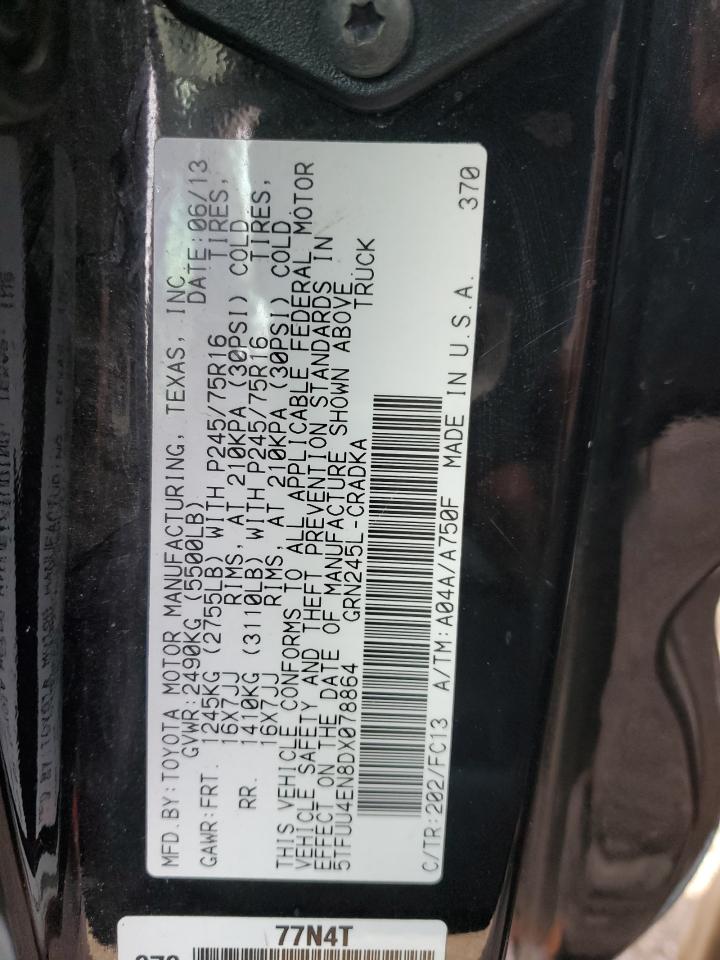 MFD.BY:TOYOTA MOTOR MANUFACTURING, TEXAS, INC.
GVWR:2490KG (5500LB) DATE:06/13
GAWR:FRT. 1245KG (2755LB) WITH P245/75R16 TIRES,
16X7JJ RIMS, AT 210KPA (30PSI) COLD
RR. 1410KG (3110LB) WITH P245/75R16 TIRES,
16X7JJ RIMS, AT 210KPA (30PSI) COLD.
THIS VEHICLE CONFORMS TO ALL APPLICABLE FEDERAL MOTOR
VEHICLE SAFETY AND THEFT PREVENTION STANDARDS IN
EFFECT ON THE DATE OF MANUFACTURE SHOWN ABOVE.
5TFUU4EN8DX078864 GRN245L-CRADKA TRUCK
C/TR:202/FC13 A/TM:A04A/A750F MADE IN U.S.A. 370
77N4T